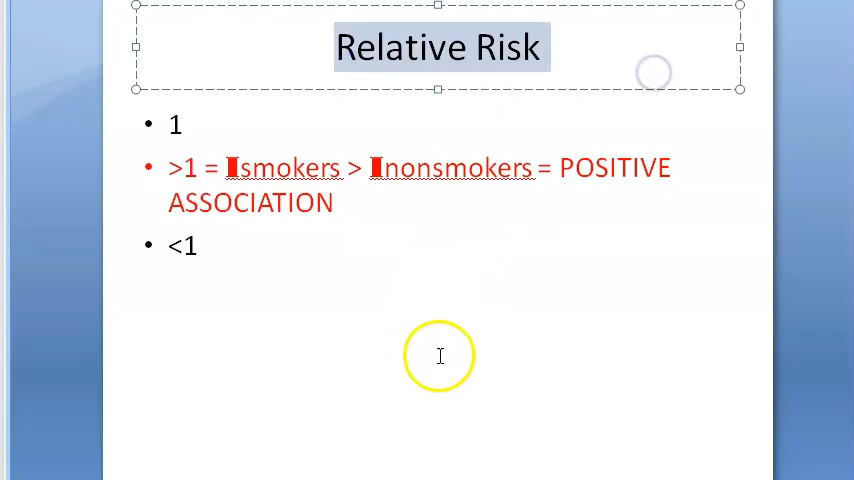 Relative Risk
• 1
• >1 = Ismokers > Inonsmokers = POSITIVE
ASSOCIATION
• <1